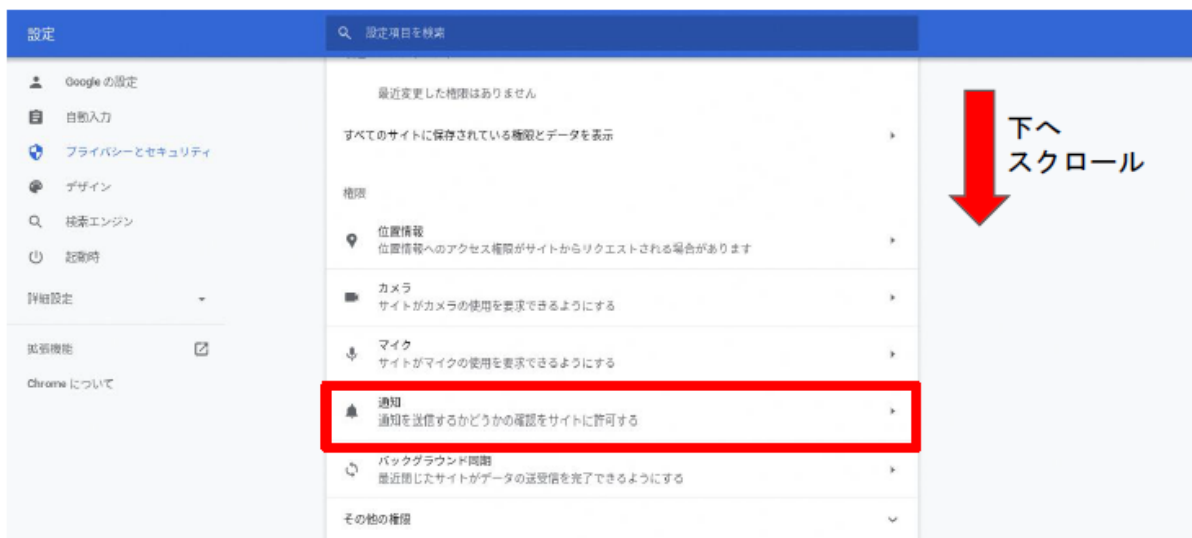 設定
設定項目を検索
Google の設定
自動入力
プライバシーとセキュリティ
デザイン
検索エンジン
起動時
詳細設定
拡張機能
Chrome について
最近変更した権限はありません
すべてのサイトに保存されている権限とデータを表示
権限
位置情報
位置情報へのアクセス権限がサイトからリクエストされる場合があります
カメラ
サイトがカメラの使用を要求できるようにする
マイク
サイトがマイクの使用を要求できるようにする
通知
通知を送信するかどうかの確認をサイトに許可する
バックグラウンド同期
最近閉じたサイトがデータの送受信を完了できるようにする
その他の権限
下へ
スクロール